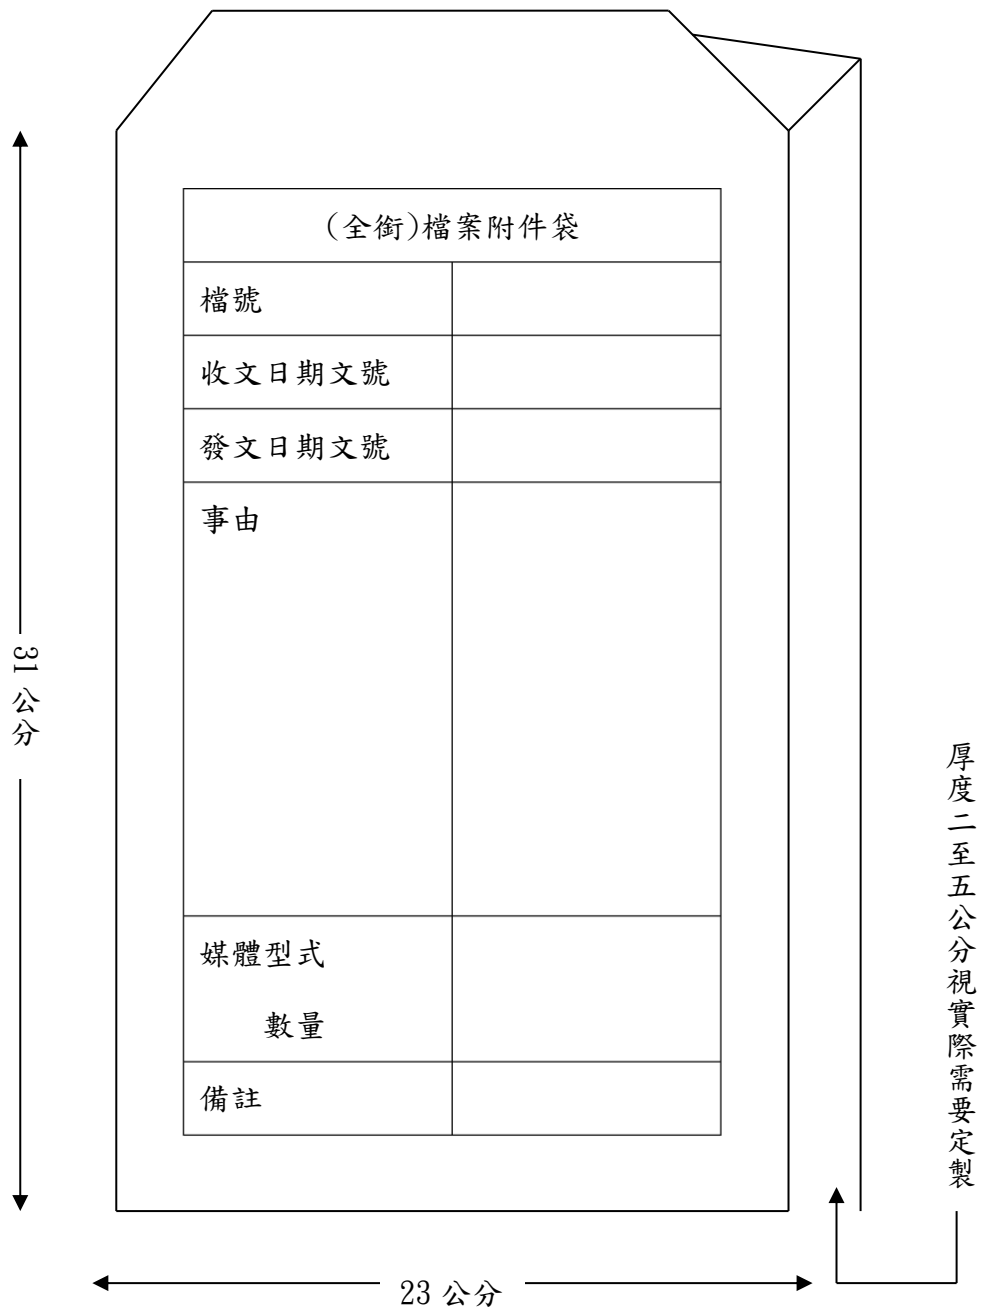 (全銜)檔案附件袋
檔號
收文日期文號
發文日期文號
事由
31公分
厚度二至五公分視實際需要定製
媒體型式
數量
備註
23 公分